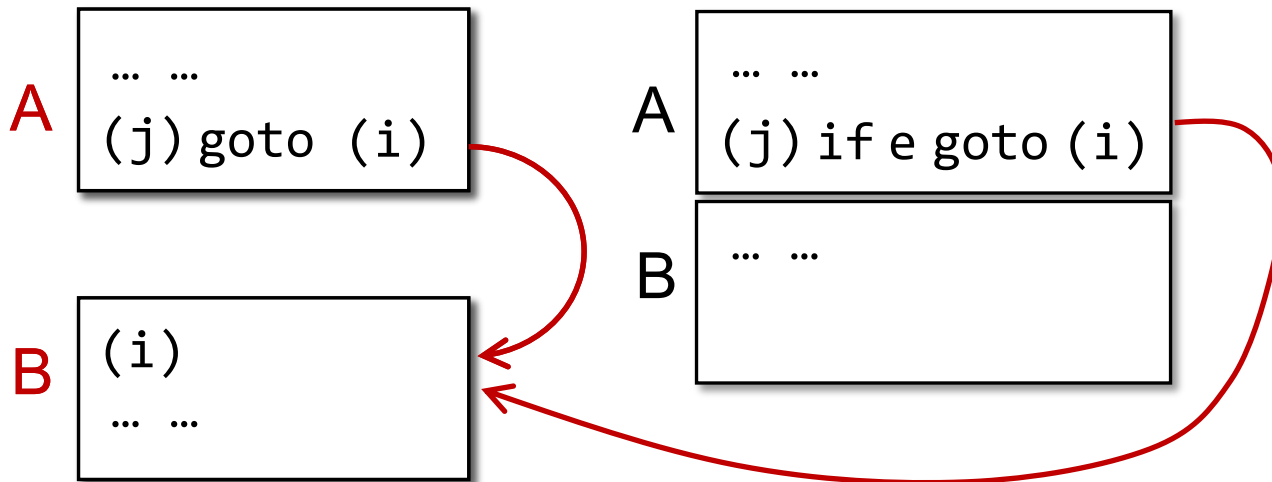 A
… …
(j) goto (i)
B
(i)
… …
A
… …
(j) if e goto (i)
B
… …